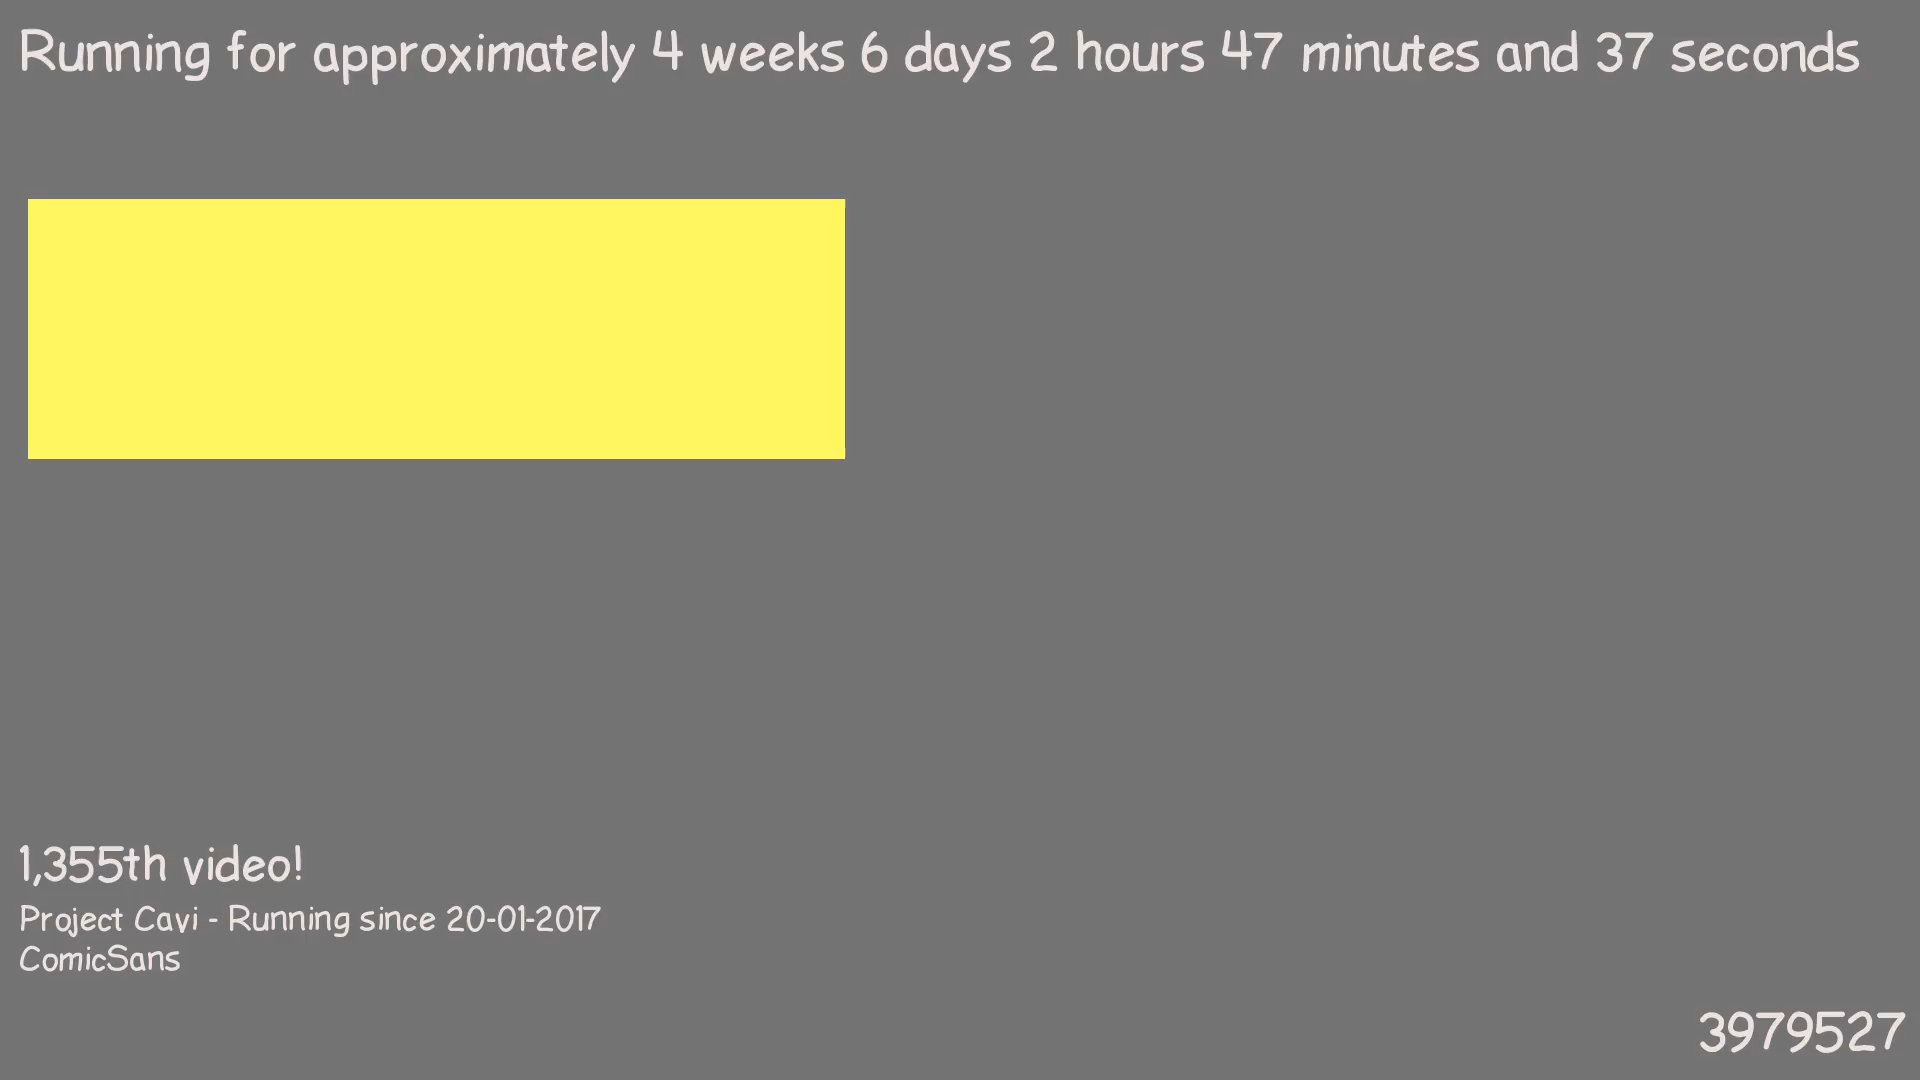 Running for approximately 4 weeks 6 days 2 hours 47 minutes and 37 seconds
1,355th video!
Project Cavi - Running since 20-01-2017
ComicSans
3979527